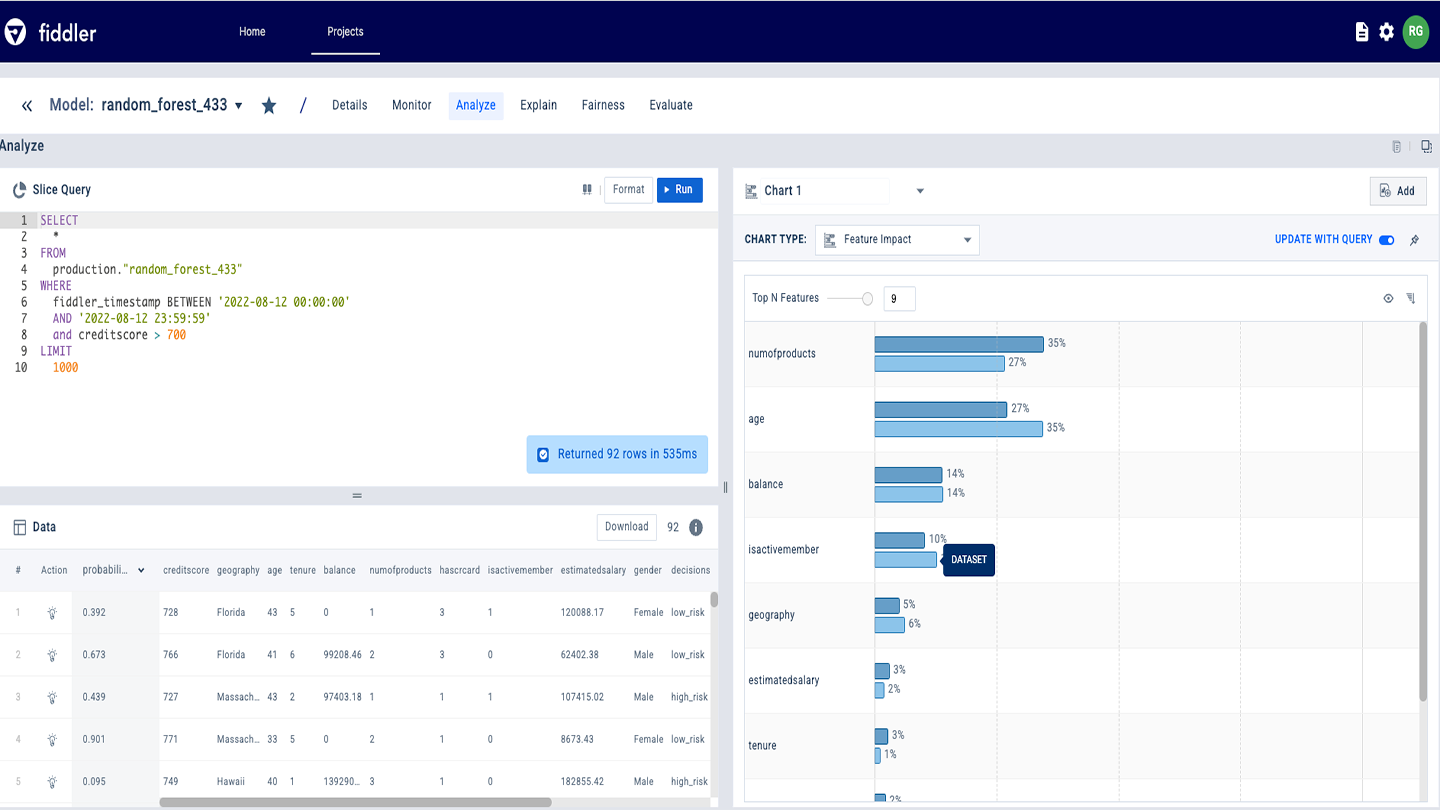 fiddler Home Projects RG
« Model: random_forest_433 / Details Monitor Analyze Explain Fairness Evaluate
Analyze
Slice Query Format Run
1 SELECT
2 *
3 FROM
4 production."random_forest_433"
5 WHERE
6 fiddler_timestamp BETWEEN '2022-08-12 00:00:00'
7 AND '2022-08-12 23:59:59'
8 and creditscore > 700
9 LIMIT
10 1000
Returned 92 rows in 535ms
Data Download 92
# Action probabili... creditscore geography age tenure balance numofproducts hascrcard isactivemember estimatedsalary gender decisions
1 0.392 728 Florida 43 5 0 1 3 1 120088.17 Female low_risk
2 0.673 766 Florida 41 6 99208.46 2 3 0 62402.38 Male low_risk
3 0.439 727 Massach... 43 2 97403.18 1 1 1 107415.02 Male high_risk
4 0.901 771 Massach... 33 5 0 2 1 0 8673.43 Female low_risk
5 0.095 749 Hawaii 40 1 139290... 3 1 0 182855.42 Male high_risk
Chart 1 Add
CHART TYPE: Feature Impact UPDATE WITH QUERY
Top N Features 9
numofproducts 35%
27%
age 27%
35%
balance 14%
14%
isactivemember 10%
DATASET
geography 5%
6%
estimatedsalary 3%
2%
tenure 3%
1%
2%